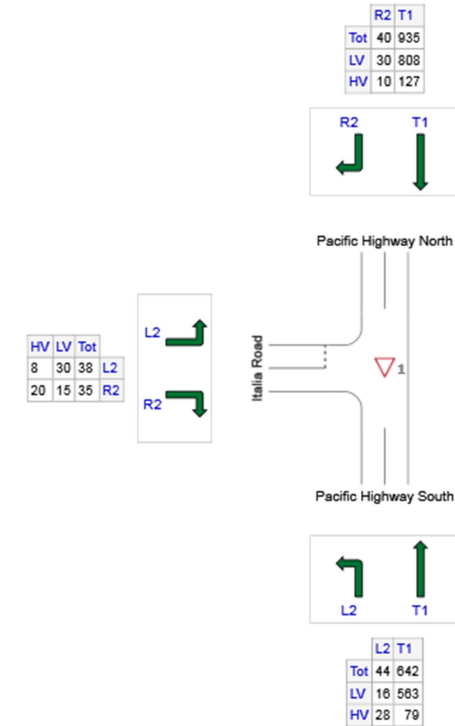 R2 T1
Tot 40 935
LV 30 808
HV 10 127
R2 T1
Pacific Highway North
L2
R2
HV LV Tot
8 30 38 L2
20 15 35 R2
Italia Road
1
Pacific Highway South
L2 T1
L2 T1
Tot 44 642
LV 16 563
HV 28 79